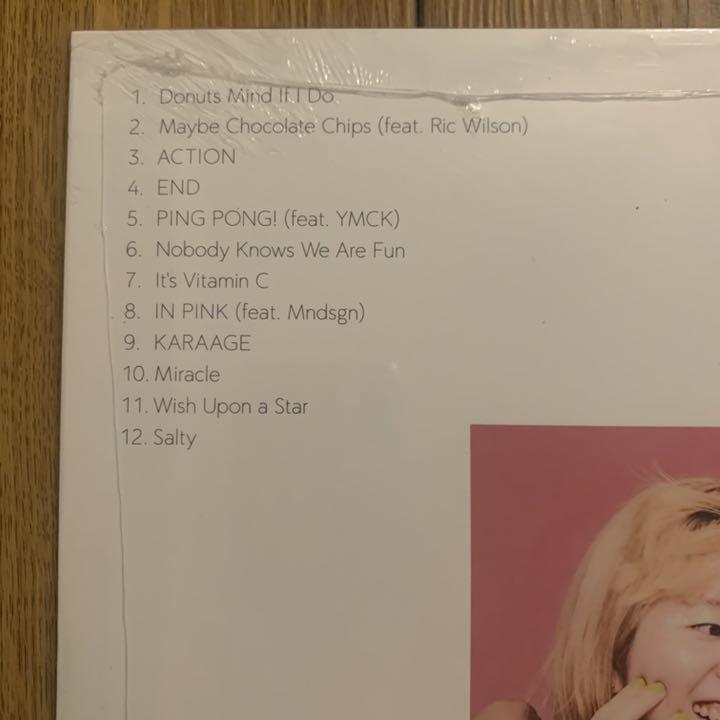 1. Donuts Mind If I Do
2. Maybe Chocolate Chips (feat. Ric Wilson)
3. ACTION
4. END
5. PING PONG! (feat. YMCK)
6. Nobody Knows We Are Fun
7. It's Vitamin C
8. IN PINK (feat. Mndsgn)
9. KARAAGE
10. Miracle
11. Wish Upon a Star
12. Salty